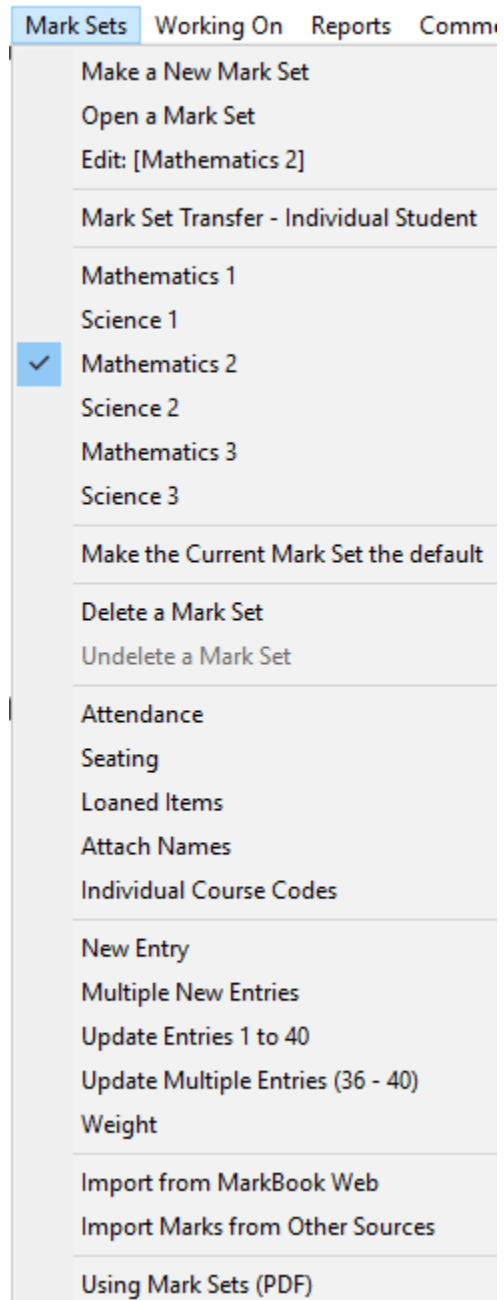 Mark Sets Working On Reports
Make a New Mark Set
Open a Mark Set
Edit: [Mathematics 2]
Mark Set Transfer - Individual Student
Mathematics 1
Science 1
Mathematics 2
Science 2
Mathematics 3
Science 3
Make the Current Mark Set the default
Delete a Mark Set
Undelete a Mark Set
Attendance
Seating
Loaned Items
Attach Names
Individual Course Codes
New Entry
Multiple New Entries
Update Entries 1 to 40
Update Multiple Entries (36 - 40)
Weight
Import from MarkBook Web
Import Marks from Other Sources
Using Mark Sets (PDF)